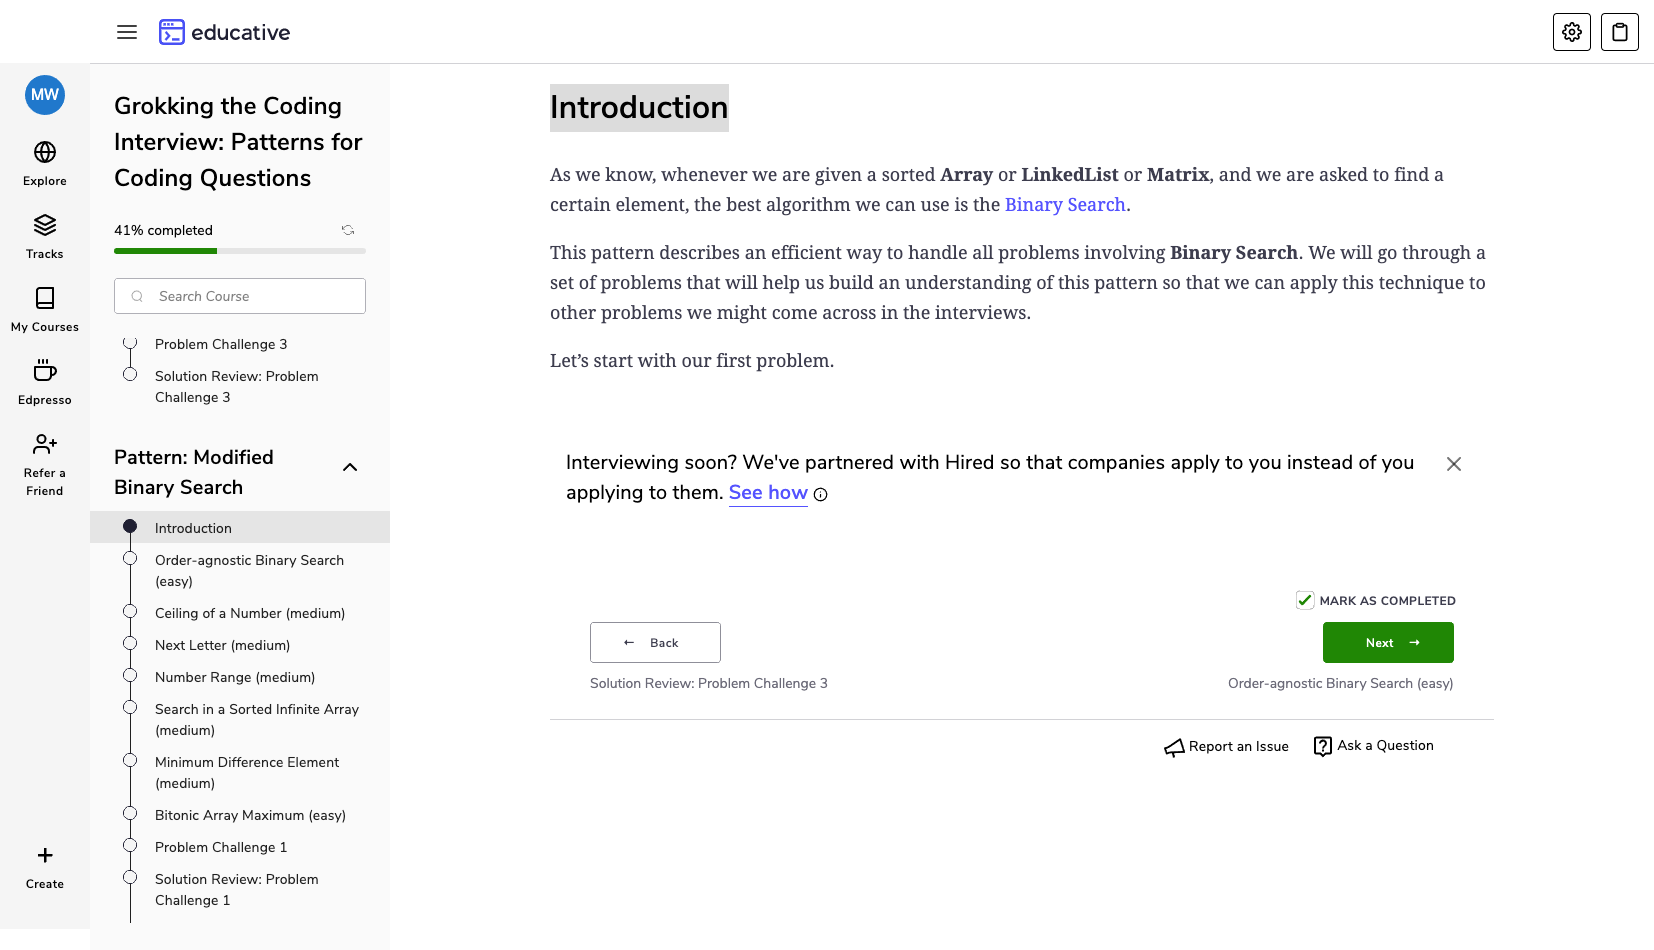 educative
MW
Explore
Tracks
My Courses
Edpresso
Refer a
Friend
Create
Grokking the Coding
Interview: Patterns for
Coding Questions
41% completed
Search Course
Problem Challenge 3
Solution Review: Problem
Challenge 3
Pattern: Modified
Binary Search
Introduction
Order-agnostic Binary Search
(easy)
Ceiling of a Number (medium)
Next Letter (medium)
Number Range (medium)
Search in a Sorted Infinite Array
(medium)
Minimum Difference Element
(medium)
Bitonic Array Maximum (easy)
Problem Challenge 1
Solution Review: Problem
Challenge 1
Introduction
As we know, whenever we are given a sorted Array or LinkedList or Matrix, and we are asked to find a
certain element, the best algorithm we can use is the Binary Search.
This pattern describes an efficient way to handle all problems involving Binary Search. We will go through a
set of problems that will help us build an understanding of this pattern so that we can apply this technique to
other problems we might come across in the interviews.
Let’s start with our first problem.
Interviewing soon? We've partnered with Hired so that companies apply to you instead of you
applying to them. See how
MARK AS COMPLETED
← Back
Next →
Solution Review: Problem Challenge 3
Order-agnostic Binary Search (easy)
Report an Issue
Ask a Question